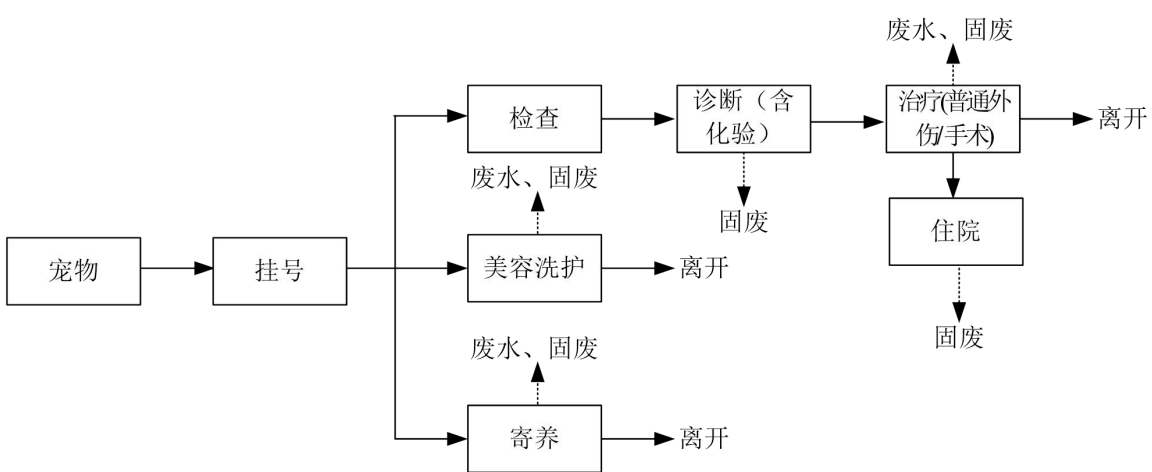 废水、固废
检查
诊断（含
化验）
治疗(普通外
伤/手术)
离开
废水、固废
固废
住院
宠物
挂号
美容洗护
离开
固废
废水、固废
寄养
离开